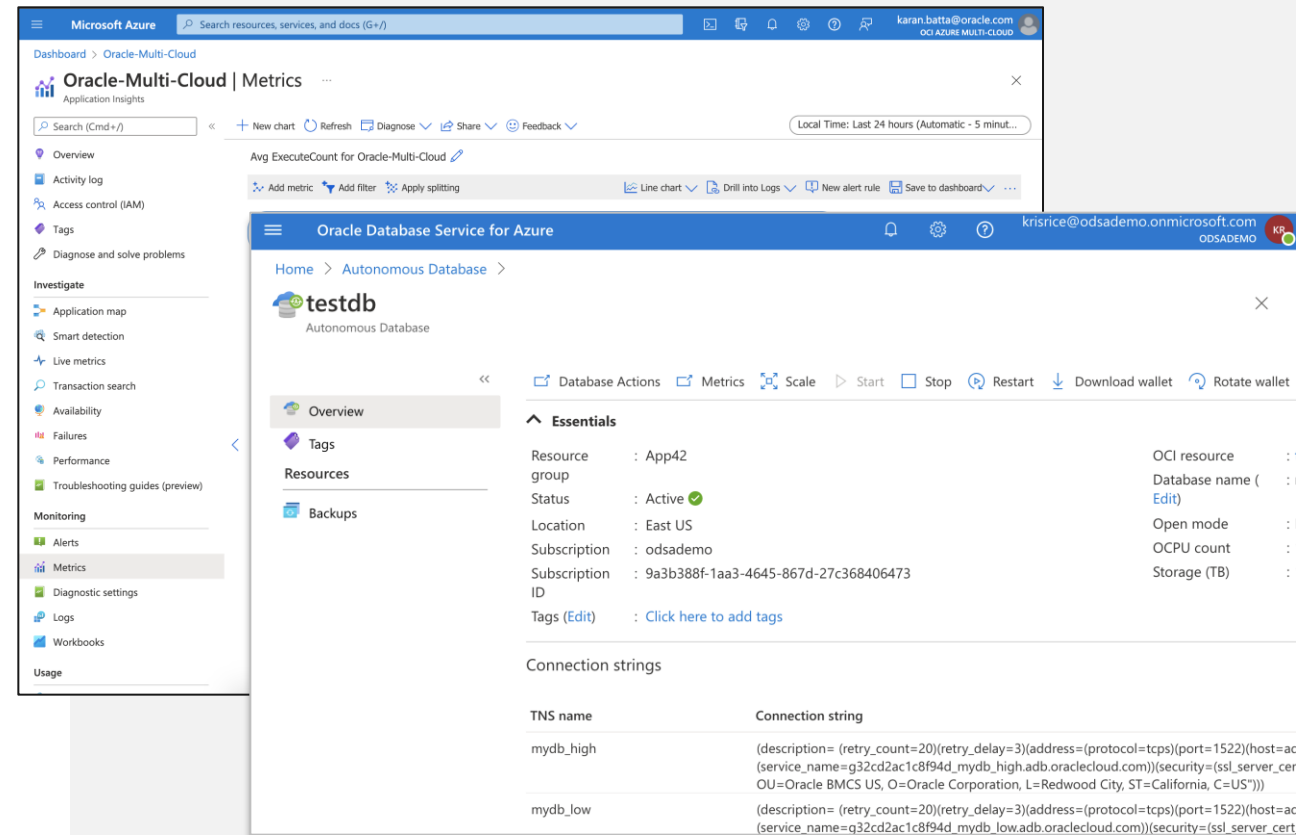 Microsoft Azure
Search resources, services, and docs (G+/)
karan.batta@oracle.com
OCI AZURE MULTI-CLOUD
Dashboard > Oracle-Multi-Cloud
Oracle-Multi-Cloud | Metrics ...
Application Insights
Search (Cmd+/)
«
New chart Refresh Diagnose Share Feedback
Local Time: Last 24 hours (Automatic - 5 minut...
Overview
Activity log
Access control (IAM)
Tags
Diagnose and solve problems
Investigate
Application map
Smart detection
Live metrics
Transaction search
Availability
Failures
Performance
Troubleshooting guides (preview)
Monitoring
Alerts
Metrics
Diagnostic settings
Logs
Workbooks
Usage
Avg ExecuteCount for Oracle-Multi-Cloud
Add metric Add filter Apply splitting
Line chart Drill into Logs New alert rule Save to dashboard ...
Oracle Database Service for Azure
krisrice@odsademo.onmicrosoft.com
ODSADEMO
KR
Home > Autonomous Database >
testdb
Autonomous Database
«
Database Actions Metrics Scale Start Stop Restart Download wallet Rotate wallet
Overview
Tags
Resources
Backups
Essentials
Resource group : App42
Status : Active
Location : East US
Subscription : odsademo
Subscription ID : 9a3b388f-1aa3-4645-867d-27c368406473
Tags (Edit) : Click here to add tags
OCI resource :
Database name (Edit) :
Open mode :
OCPU count :
Storage (TB) :
Connection strings
TNS name Connection string
mydb_high (description= (retry_count=20)(retry_delay=3)(address=(protocol=tcps)(port=1522)(host=ad
(service_name=g32cd2ac1c8f94d_mydb_high.adb.oraclecloud.com))(security=(ssl_server_cer
OU=Oracle BMCS US, O=Oracle Corporation, L=Redwood City, ST=California, C=US")))
mydb_low (description= (retry_count=20)(retry_delay=3)(address=(protocol=tcps)(port=1522)(host=ad
(service_name=g32cd2ac1c8f94d_mydb_low.adb.oraclecloud.com))(security=(ssl_server_cert